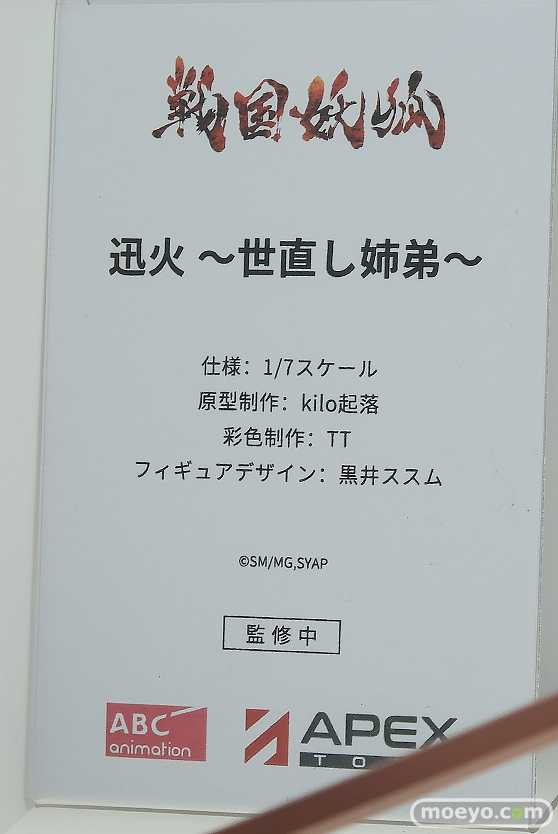 戦国妖狐
迅火 ～世直し姉弟～
仕様：1/7スケール
原型制作：kilo起落
彩色制作：TT
フィギュアデザイン：黒井ススム
©SM/MG,SYAP
監修中
ABC
animation
APEX
moeyo.com